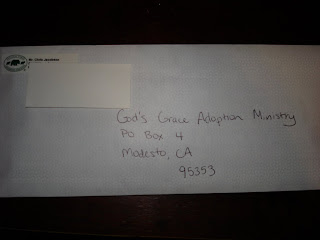 God's Grace Adoption Ministry
Po Box 4
Modesto, CA
95353